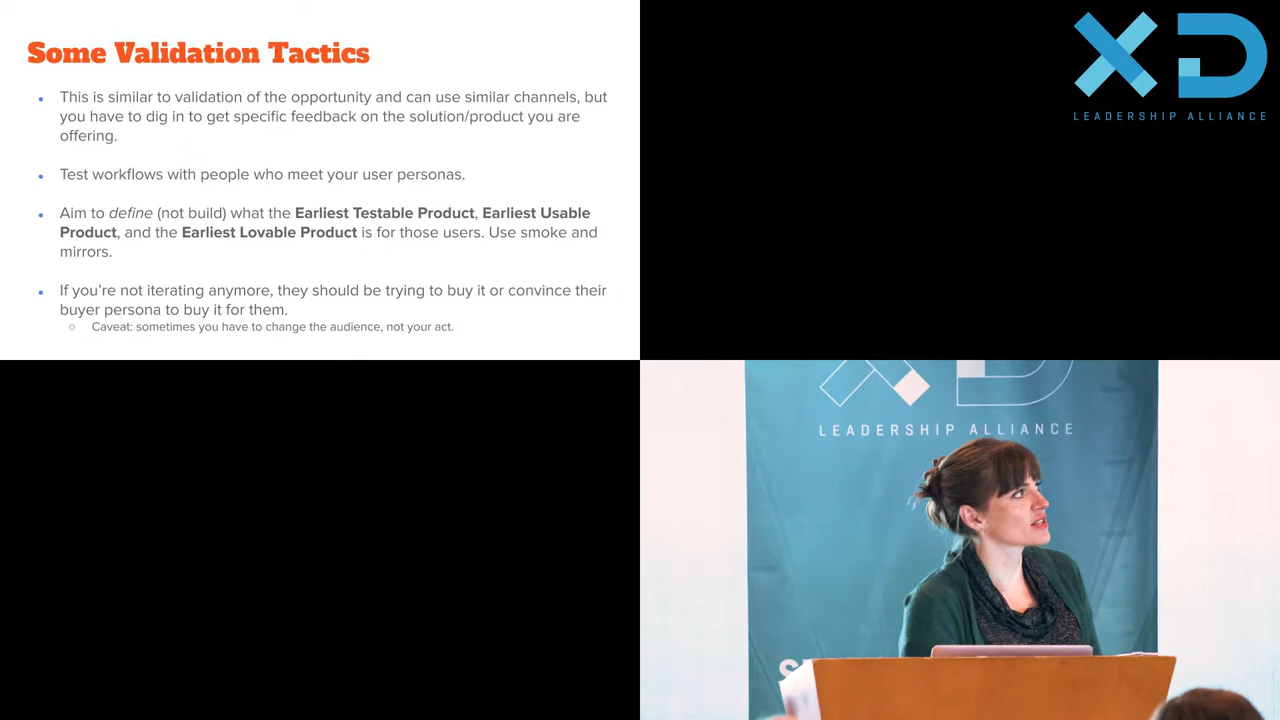 Some Validation Tactics
This is similar to validation of the opportunity and can use similar channels, but
you have to dig in to get specific feedback on the solution/product you are
offering.
Test workflows with people who meet your user personas.
Aim to define (not build) what the Earliest Testable Product, Earliest Usable
Product, and the Earliest Lovable Product is for those users. Use smoke and
mirrors.
If you’re not iterating anymore, they should be trying to buy it or convince their
buyer persona to buy it for them.
Caveat: sometimes you have to change the audience, not your act.
XD
LEADERSHIP ALLIANCE
XD
LEADERSHIP ALLIANCE